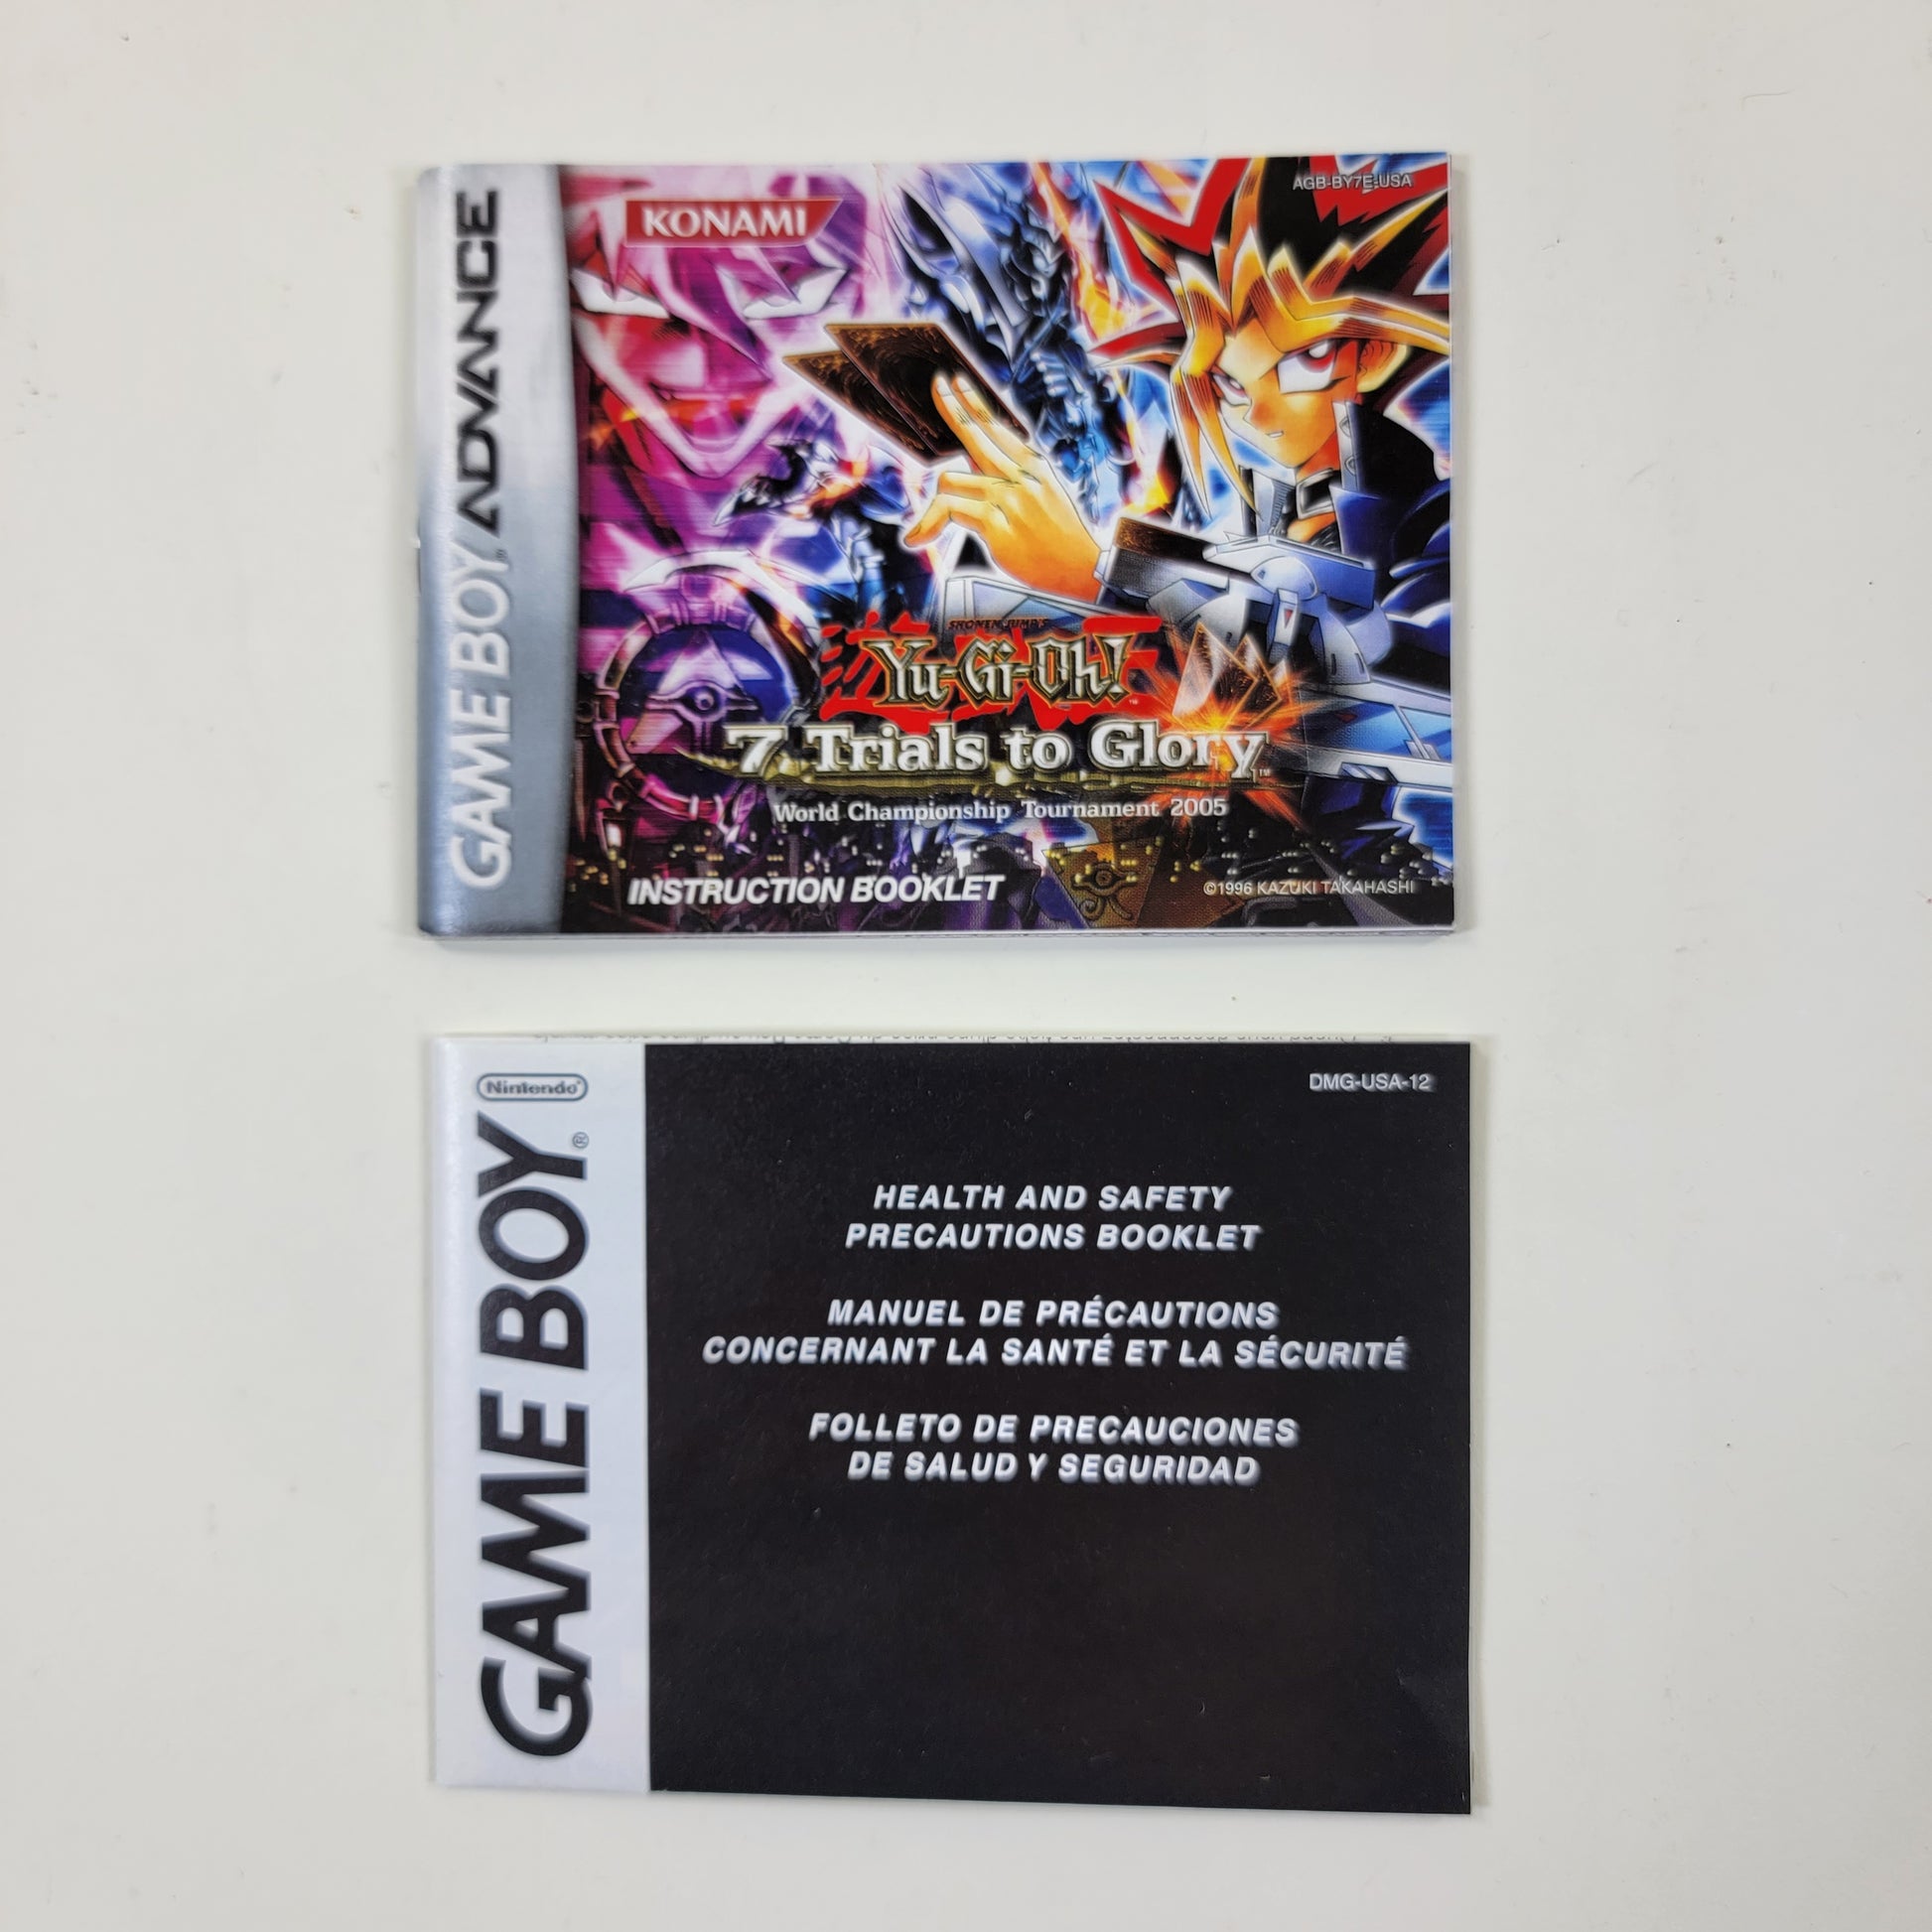 GAME BOY ADVANCE
KONAMI
AGB-BY7E-USA
SHONEN JUMP'S
Yu-Gi-Oh!
TM
7 Trials to Glory
TM
World Championship Tournament 2005
INSTRUCTION BOOKLET
©1996 KAZUKI TAKAHASHI
Nintendo®
GAME BOY®
DMG-USA-12
HEALTH AND SAFETY
PRECAUTIONS BOOKLET
MANUEL DE PRÉCAUTIONS
CONCERNANT LA SANTÉ ET LA SÉCURITÉ
FOLLETO DE PRECAUCIONES
DE SALUD Y SEGURIDAD